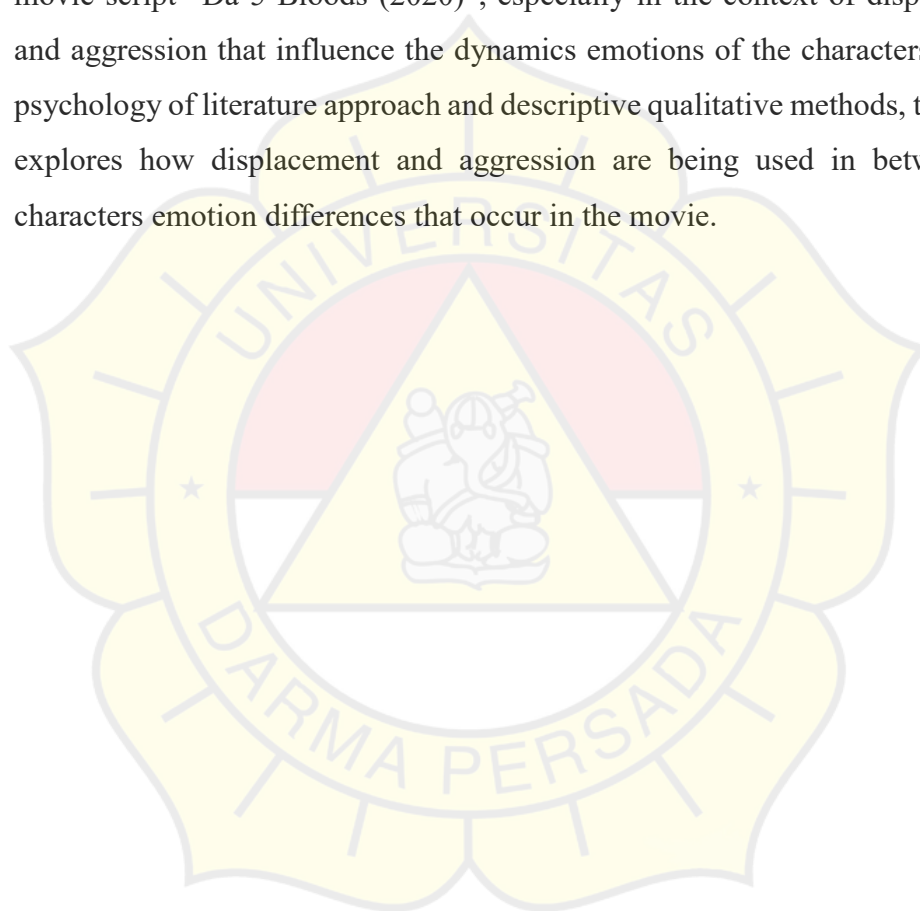 movie script "Da 5 Bloods (2020)", especially in the context of disp
and aggression that influence the dynamics emotions of the characters
psychology of literature approach and descriptive qualitative methods, t
explores how displacement and aggression are being used in betw
characters emotion differences that occur in the movie.
UNIVERSITAS
DARMA PERSADA